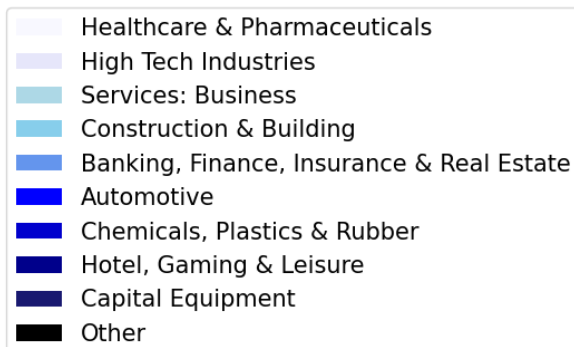 Healthcare & Pharmaceuticals
High Tech Industries
Services: Business
Construction & Building
Banking, Finance, Insurance & Real Estate
Automotive
Chemicals, Plastics & Rubber
Hotel, Gaming & Leisure
Capital Equipment
Other